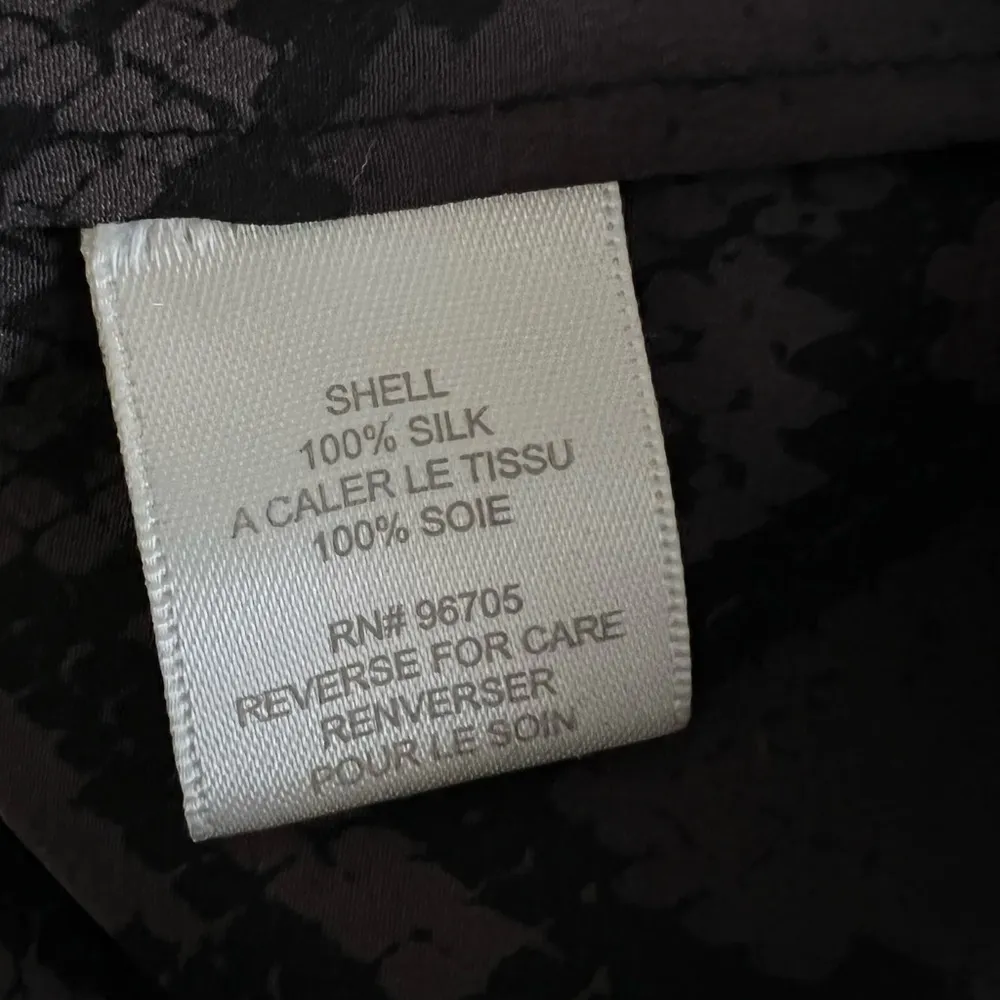 SHELL
100% SILK
A CALER LE TISSU
100% SOIE
RN# 96705
REVERSE FOR CARE
RENVERSER
POUR LE SOIN